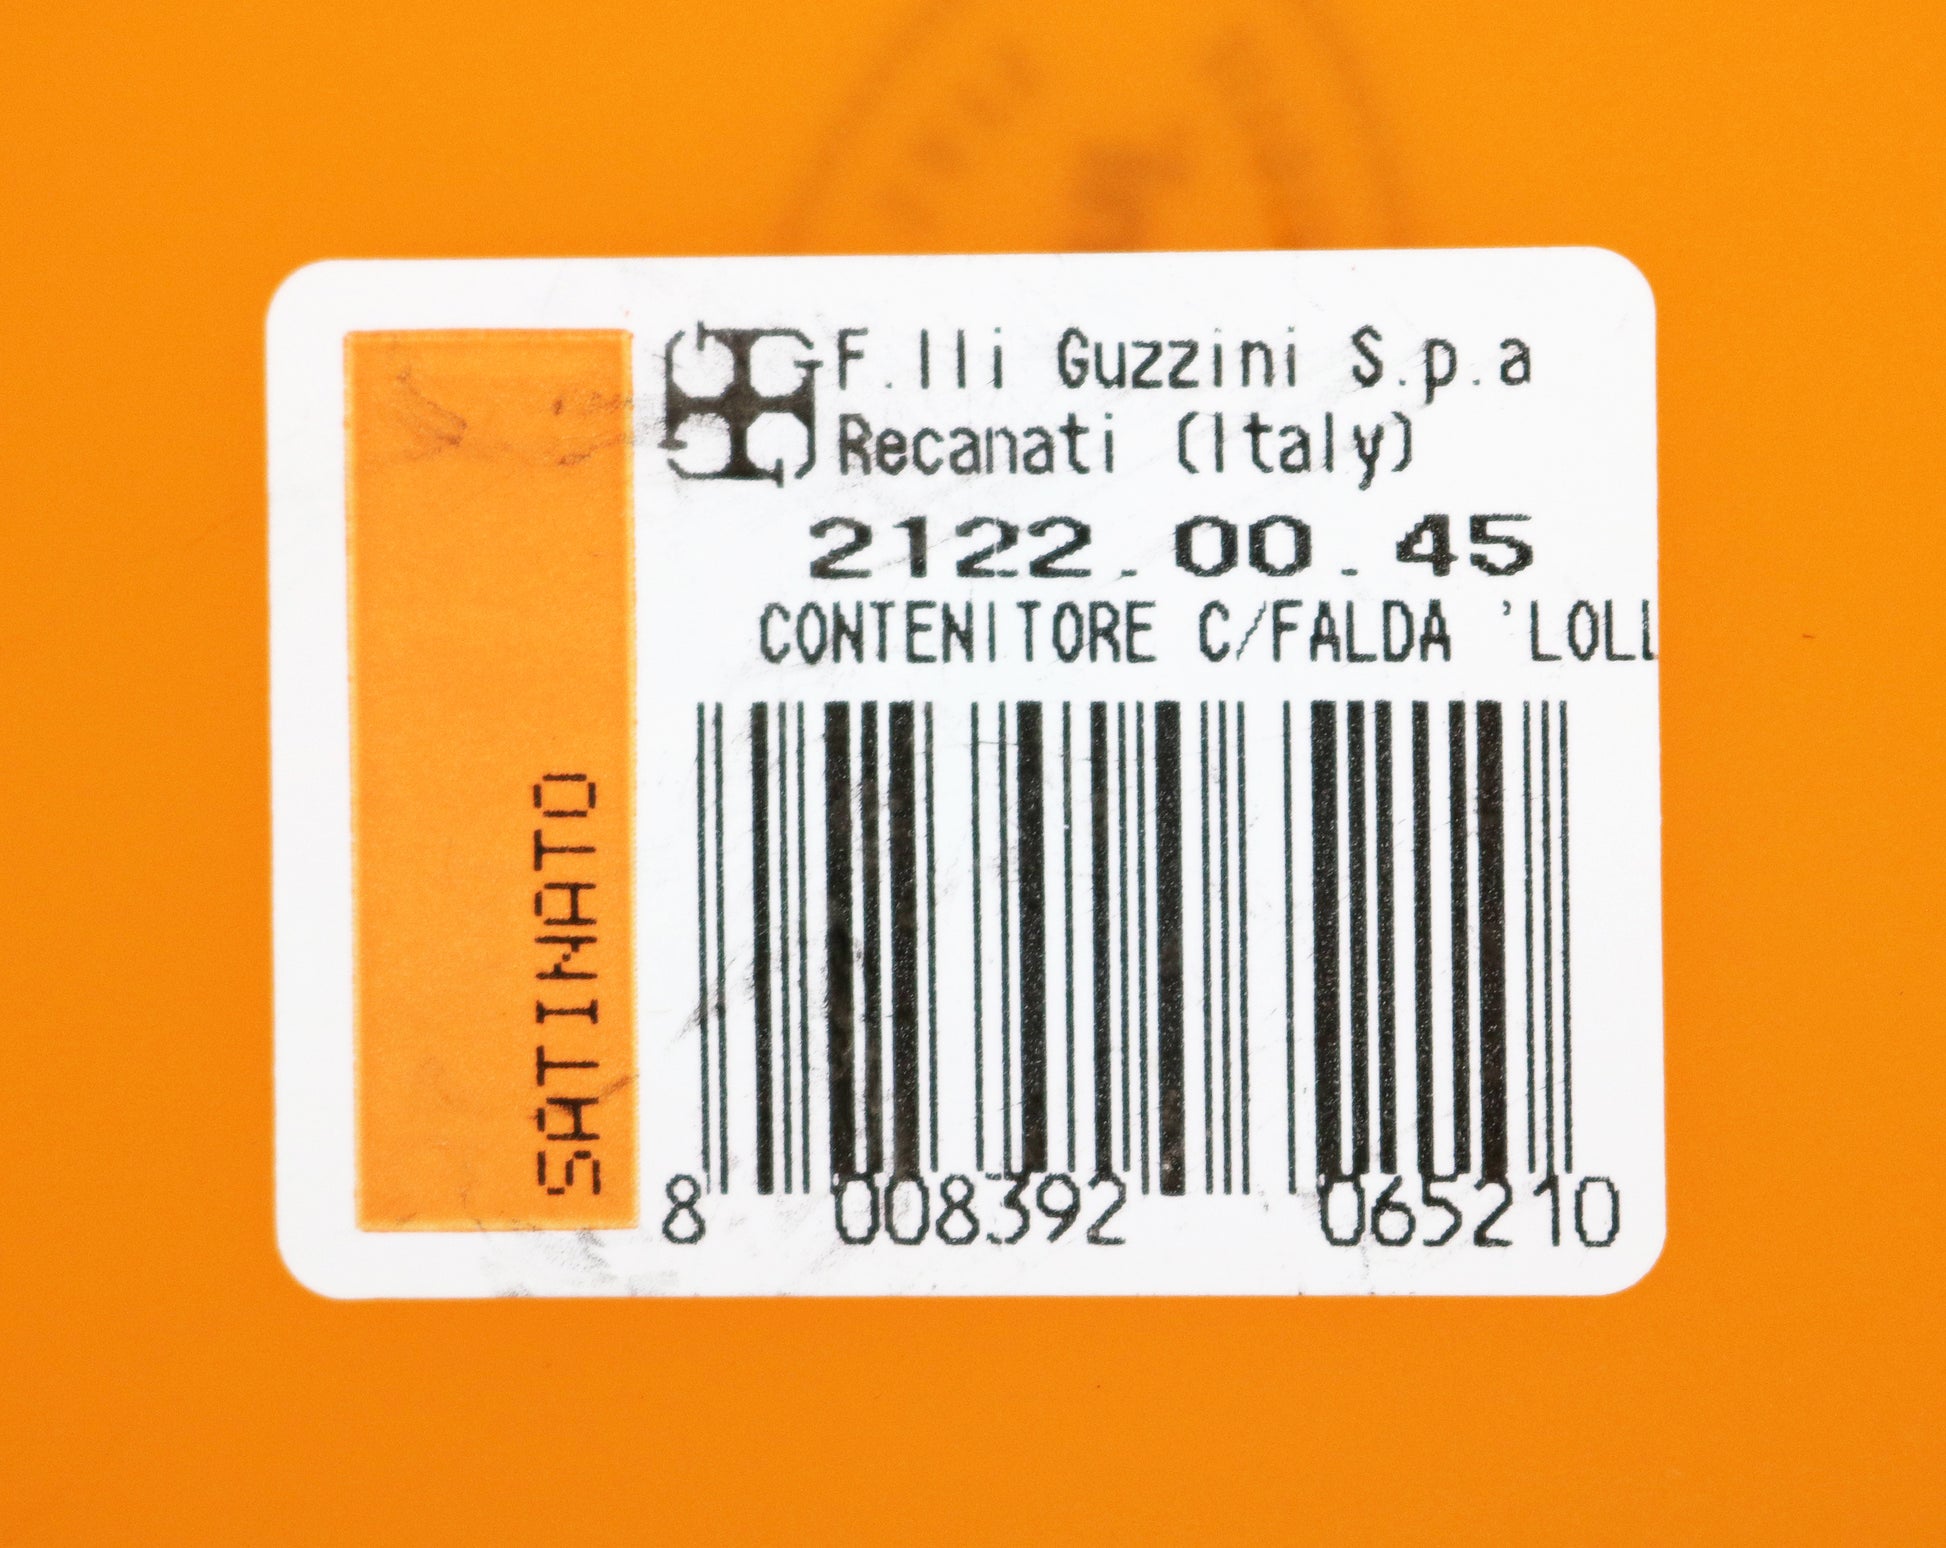 F.lli Guzzini S.p.a
Recanati (Italy)
2122.00.45
CONTENITORE C/FALDA 'LOLL
SATINATO
8 008392 065210